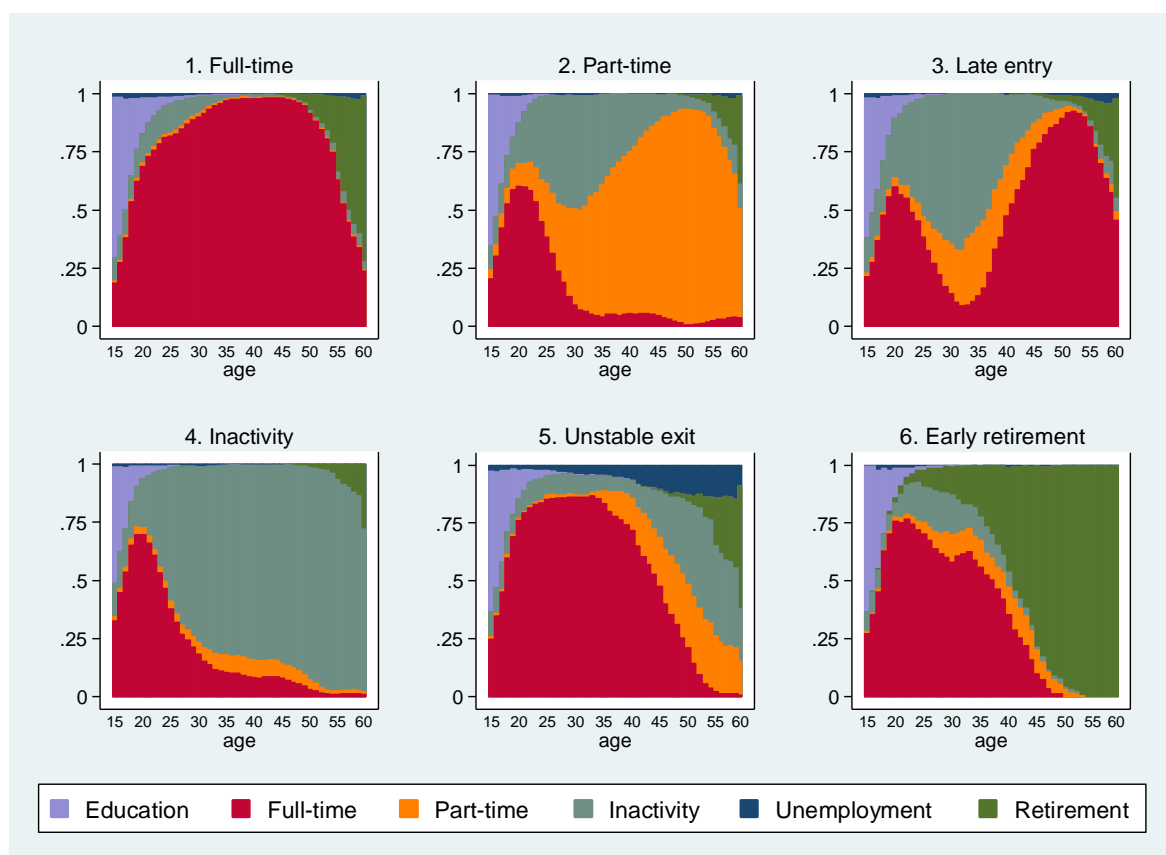 1. Full-time
2. Part-time
3. Late entry
1
.75
.5
.25
0
15 20 25 30 35 40 45 55 60
age
1
.75
.5
.25
0
15 20 25 30 35 40 45 55 60
age
1
.75
.5
.25
0
15 20 25 30 35 40 45 55 60
age
4. Inactivity
5. Unstable exit
6. Early retirement
1
.75
.5
.25
0
15 20 25 30 35 40 45 55 60
age
1
.75
.5
.25
0
15 20 25 30 35 40 45 55 60
age
1
.75
.5
.25
0
15 20 25 30 35 40 45 55 60
age
Education Full-time Part-time Inactivity Unemployment Retirement